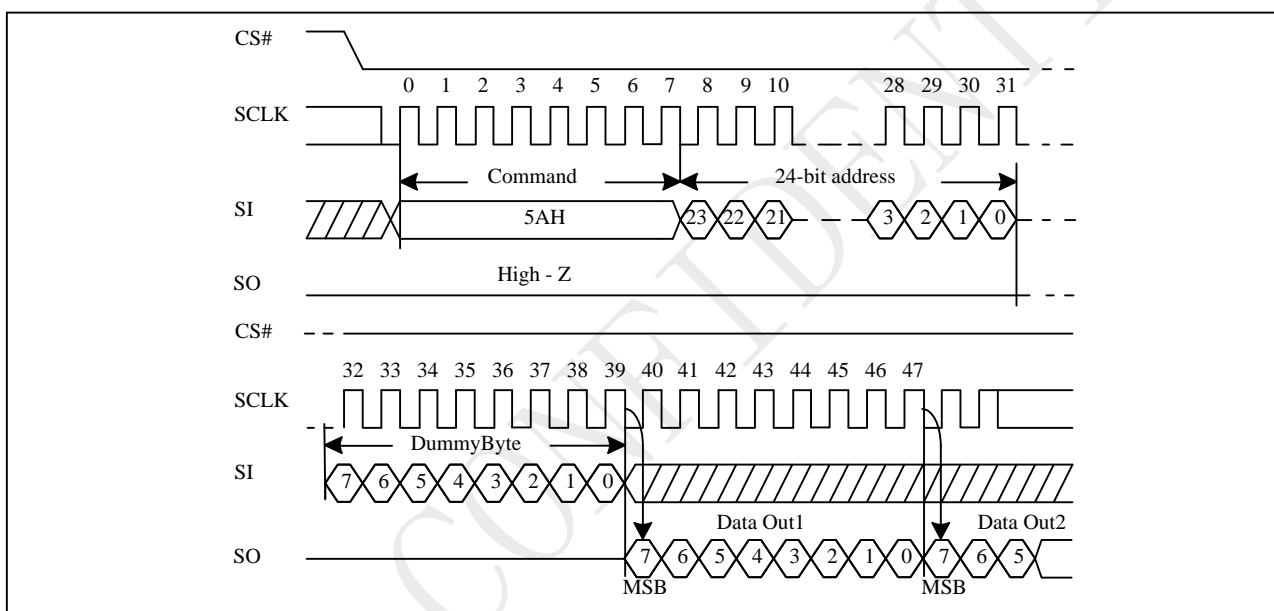 CS#
0 1 2 3 4 5 6 7 8 9 10 28 29 30 31
SCLK
Command 24-bit address
SI
5AH 23 22 21 3 2 1 0
High - Z
SO
CS#
32 33 34 35 36 37 38 39 40 41 42 43 44 45 46 47
SCLK
DummyByte
SI
7 6 5 4 3 2 1 0
Data Out1 Data Out2
SO
7 6 5 4 3 2 1 0 7 6 5
MSB MSB
CONFIDENT